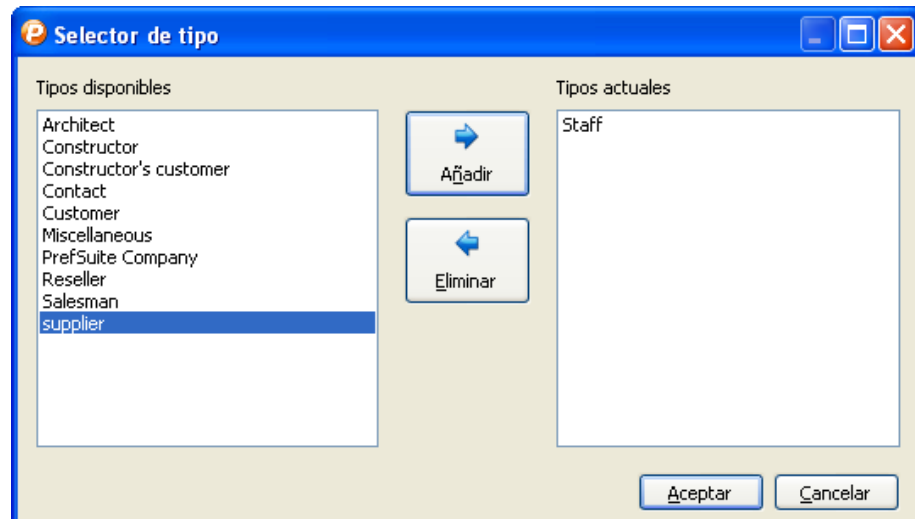 Selector de tipo
Tipos disponibles
Tipos actuales
Architect
Constructor
Constructor's customer
Contact
Customer
Miscellaneous
PrefSuite Company
Reseller
Salesman
supplier
Añadir
Eliminar
Staff
Aceptar
Cancelar